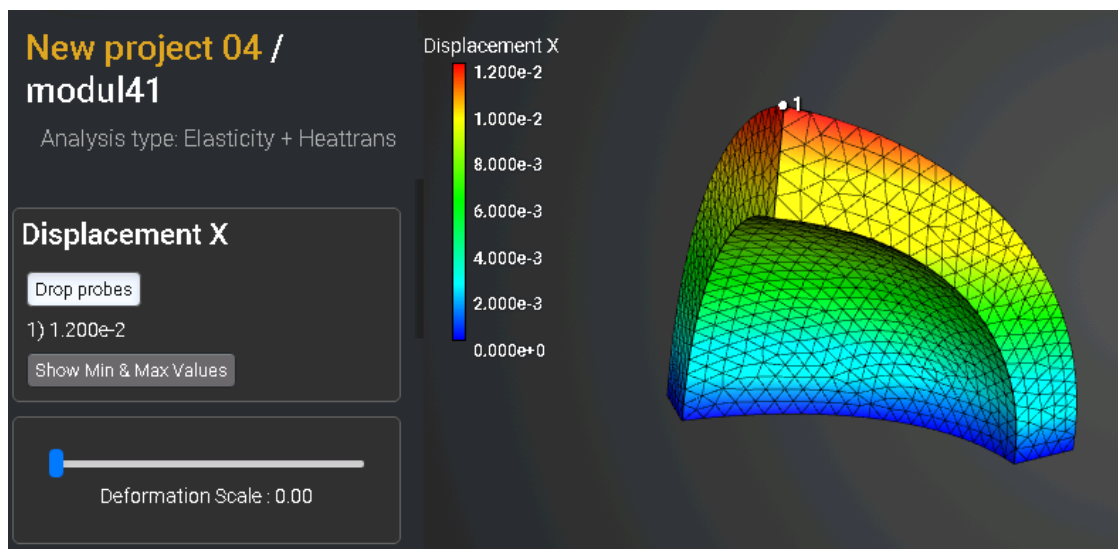 New project 04 /
modul41
Analysis type: Elasticity + Heattrans
Displacement X
Drop probes
1) 1.200e-2
Show Min & Max Values
Deformation Scale : 0.00
Displacement X
1.200e-2
1.000e-2
8.000e-3
6.000e-3
4.000e-3
2.000e-3
0.000e+0
1